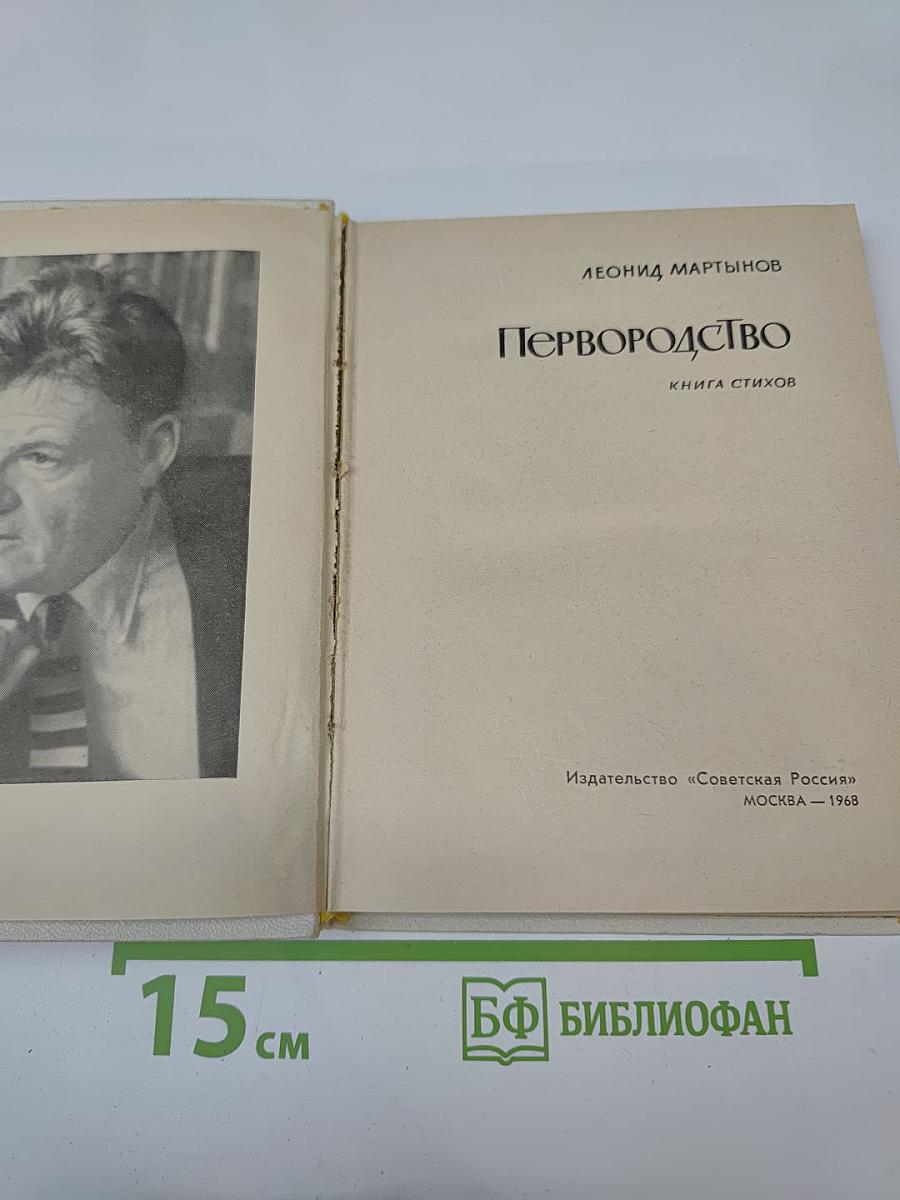 ЛЕОНИД МАРТЫНОВ
ПЕРВОРОДСТВО
КНИГА СТИХОВ
Издательство «Советская Россия»
МОСКВА — 1968
15 см
БФ БИБЛИОФАН